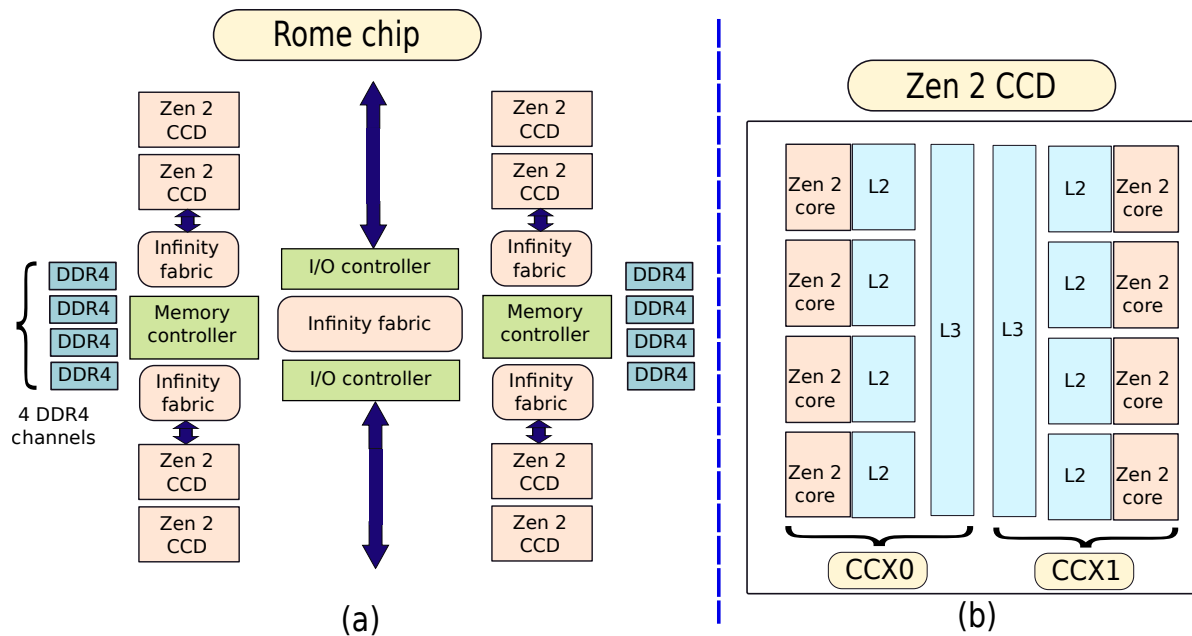 Rome chip
Zen 2
CCD
Zen 2
CCD
Infinity
fabric
DDR4
DDR4
DDR4
DDR4
4 DDR4
channels
Memory
controller
Infinity
fabric
Zen 2
CCD
Zen 2
CCD
I/O controller
Infinity fabric
I/O controller
Zen 2
CCD
Zen 2
CCD
Infinity
fabric
Memory
controller
DDR4
DDR4
DDR4
DDR4
Infinity
fabric
Zen 2
CCD
Zen 2
CCD
(a)
Zen 2 CCD
Zen 2
core
L2
Zen 2
core
L2
Zen 2
core
L2
Zen 2
core
L2
L3
L3
L2
Zen 2
core
L2
Zen 2
core
L2
Zen 2
core
L2
Zen 2
core
CCX0
CCX1
(b)